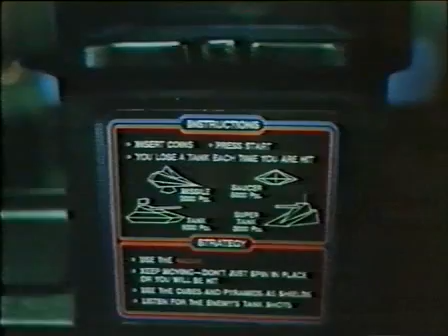 INSTRUCTIONS
• INSERT COINS • PRESS START
• YOU LOSE A TANK EACH TIME YOU ARE HIT
MISSILE
SAUCER
TANK
SUPER
TANK
STRATEGY
• USE THE
• KEEP MOVING—DON'T JUST SPIN IN PLACE
OR YOU WILL BE HIT
• USE THE CUBES AND PYRAMIDS AS SHIELDS
• LISTEN FOR THE ENEMY'S TANK SHOTS